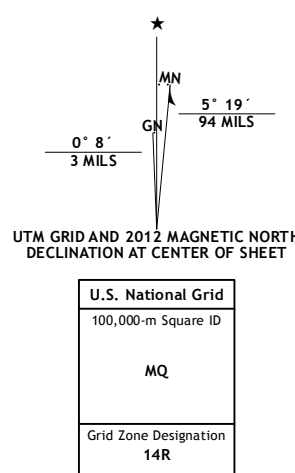 ★
MN
GN
5° 19´
94 MILS
0° 8´
3 MILS
UTM GRID AND 2012 MAGNETIC NORTH
DECLINATION AT CENTER OF SHEET
U.S. National Grid
100,000-m Square ID
MQ
Grid Zone Designation
14R